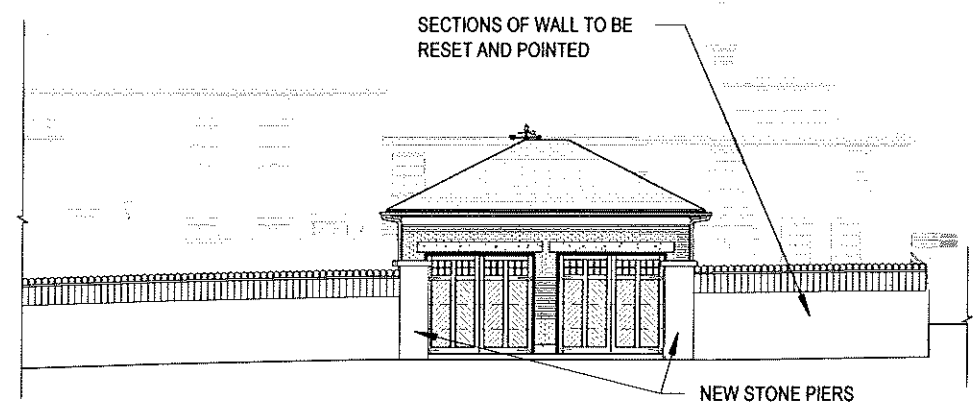 SECTIONS OF WALL TO BE
RESET AND POINTED
NEW STONE PIERS